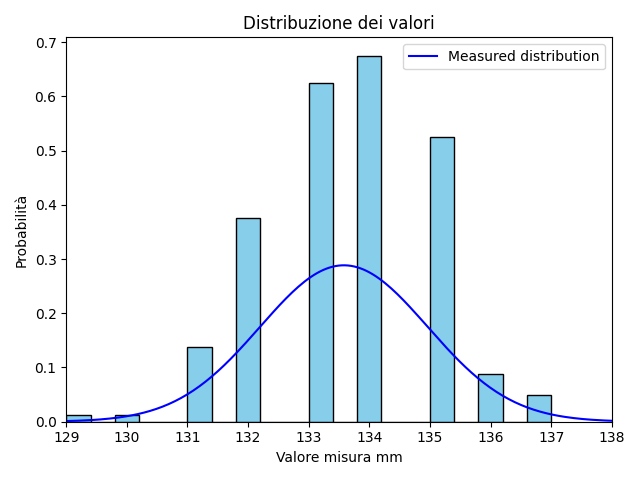 Distribuzione dei valori
Measured distribution
0.7
0.6
0.5
0.4
0.3
0.2
0.1
0.0
Probabilità
129 130 131 132 133 134 135 136 137 138
Valore misura mm